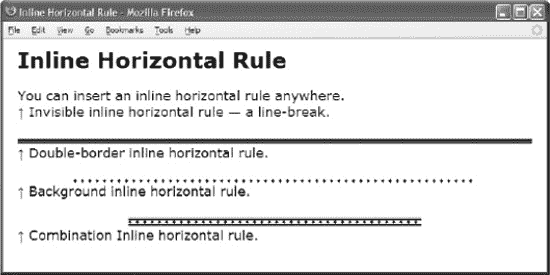 Inline Horizontal Rule - Mozilla Firefox
File Edit View Go Bookmarks Tools Help
Inline Horizontal Rule
You can insert an inline horizontal rule anywhere.
↑ Invisible inline horizontal rule — a line-break.
↑ Double-border inline horizontal rule.
↑ Background inline horizontal rule.
↑ Combination Inline horizontal rule.